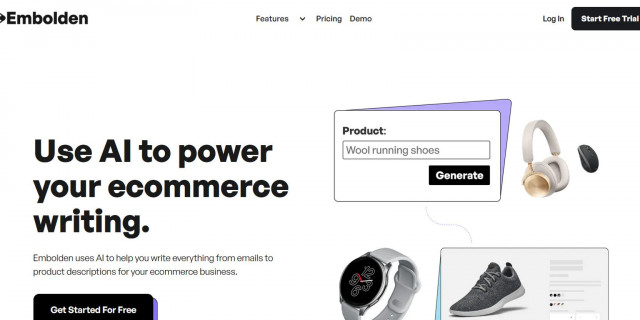 Embolden
Features
Pricing
Demo
Log In
Start Free Trial
Use AI to power
your ecommerce
writing.
Embolden uses AI to help you write everything from emails to
product descriptions for your ecommerce business.
Get Started For Free
Product:
Wool running shoes
Generate